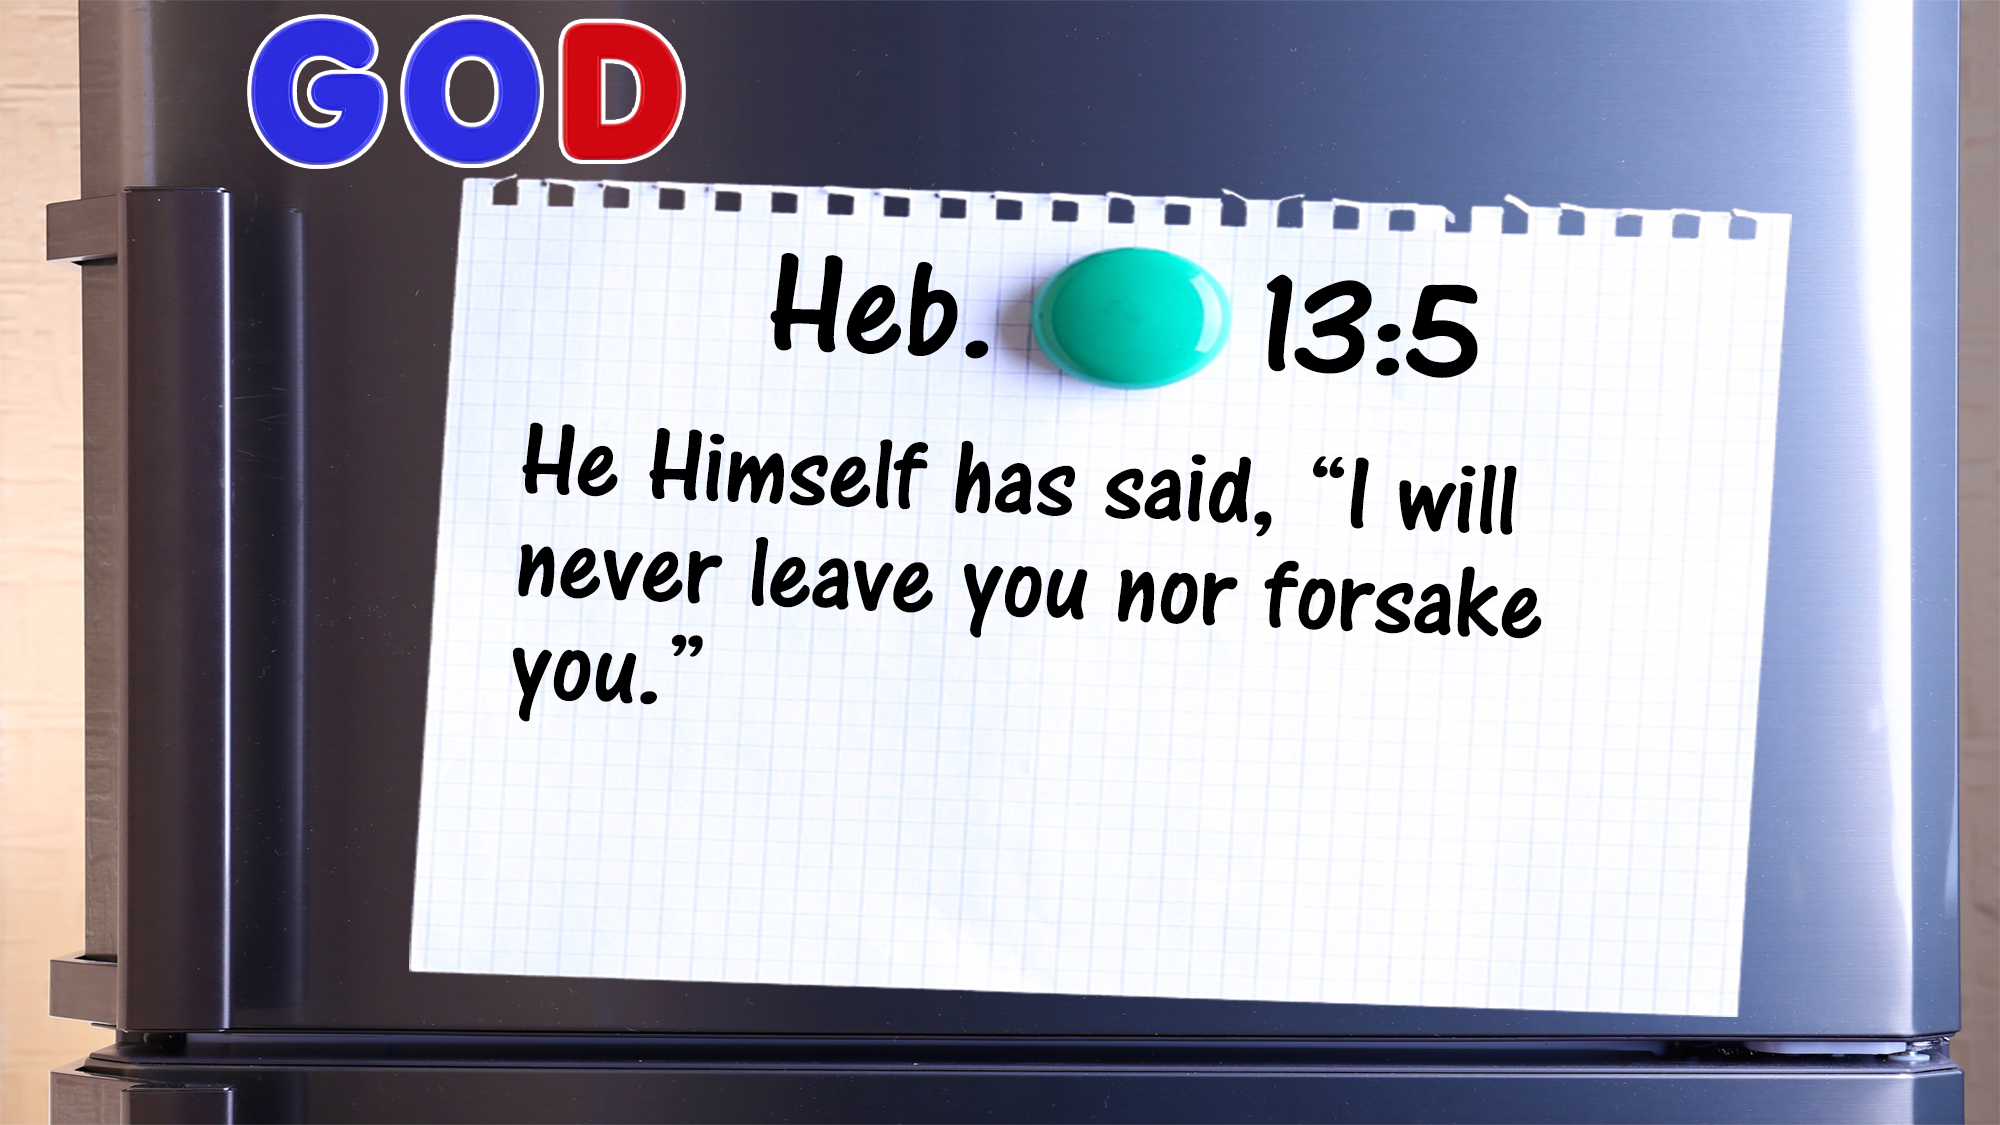 GOD
Heb. 13:5
He Himself has said, “I will
never leave you nor forsake
you.”